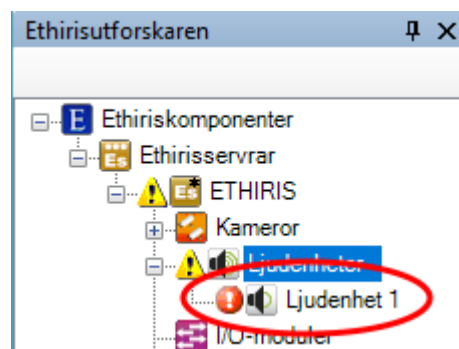 Ethirisutforskaren
Ethiriskomponenter
Ethirisservrar
ETHIRIS
Kameror
Ljudenheter
Ljudenhet 1
I/O-moduler